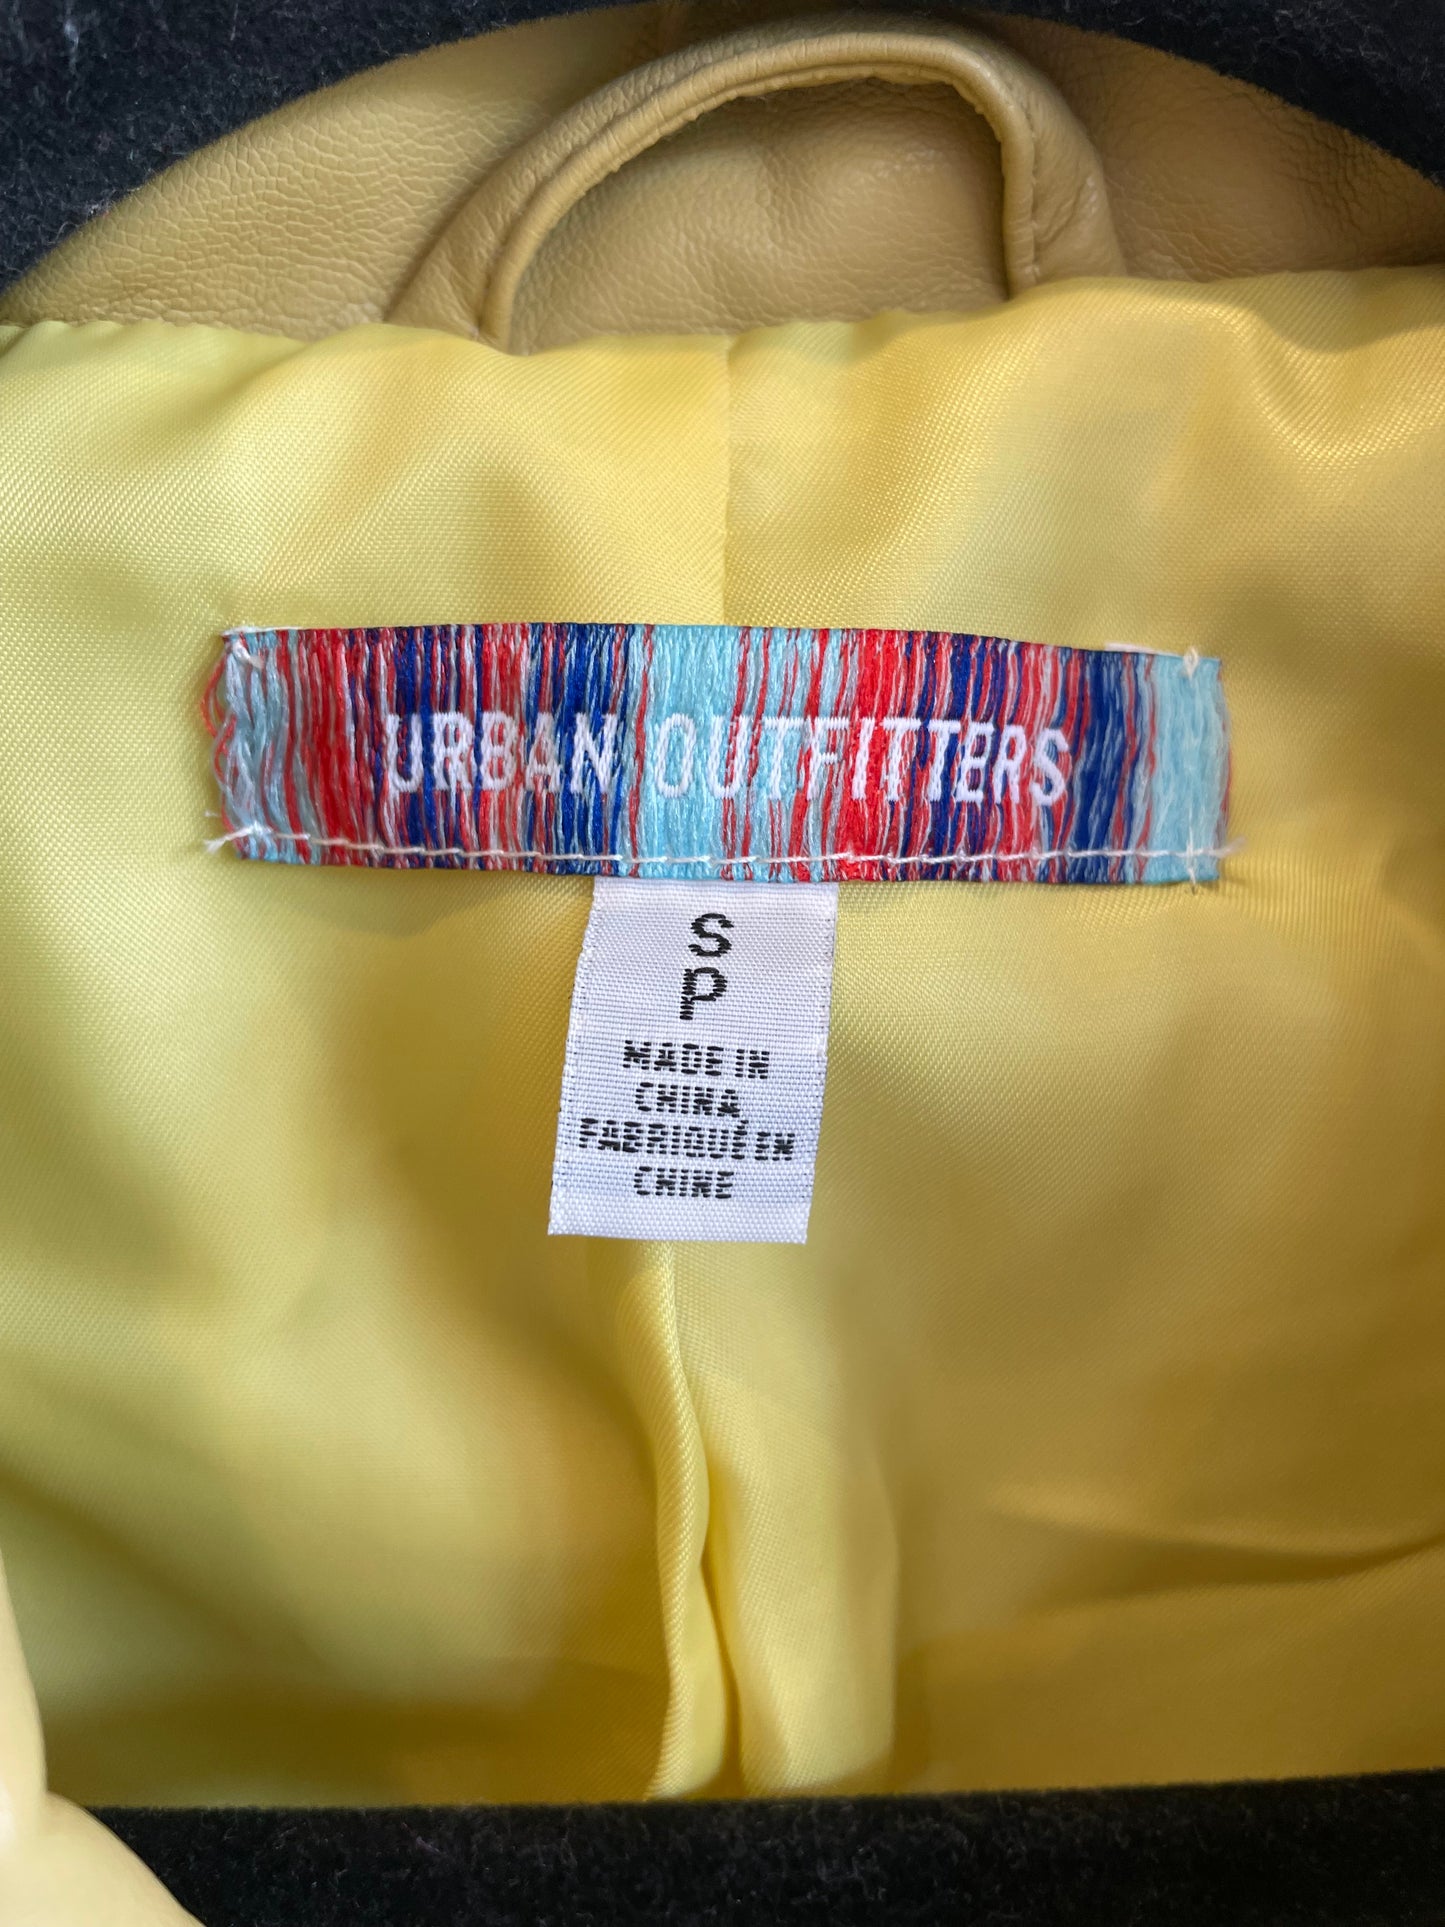 URBAN OUTFITTERS
S
P
MADE IN
CHINA
FABRIQUÉ EN
CHINE